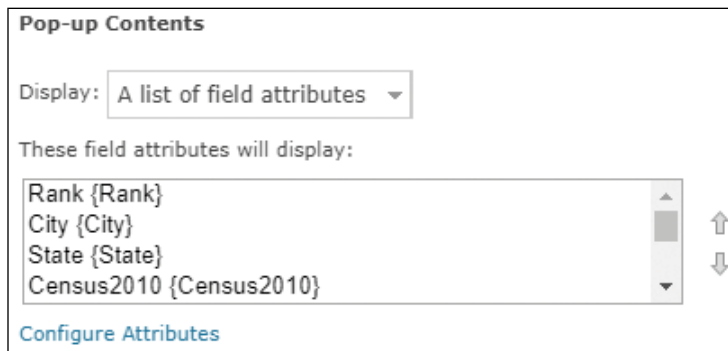 Pop-up Contents
Display: A list of field attributes
These field attributes will display:
Rank {Rank}
City {City}
State {State}
Census2010 {Census2010}
Configure Attributes